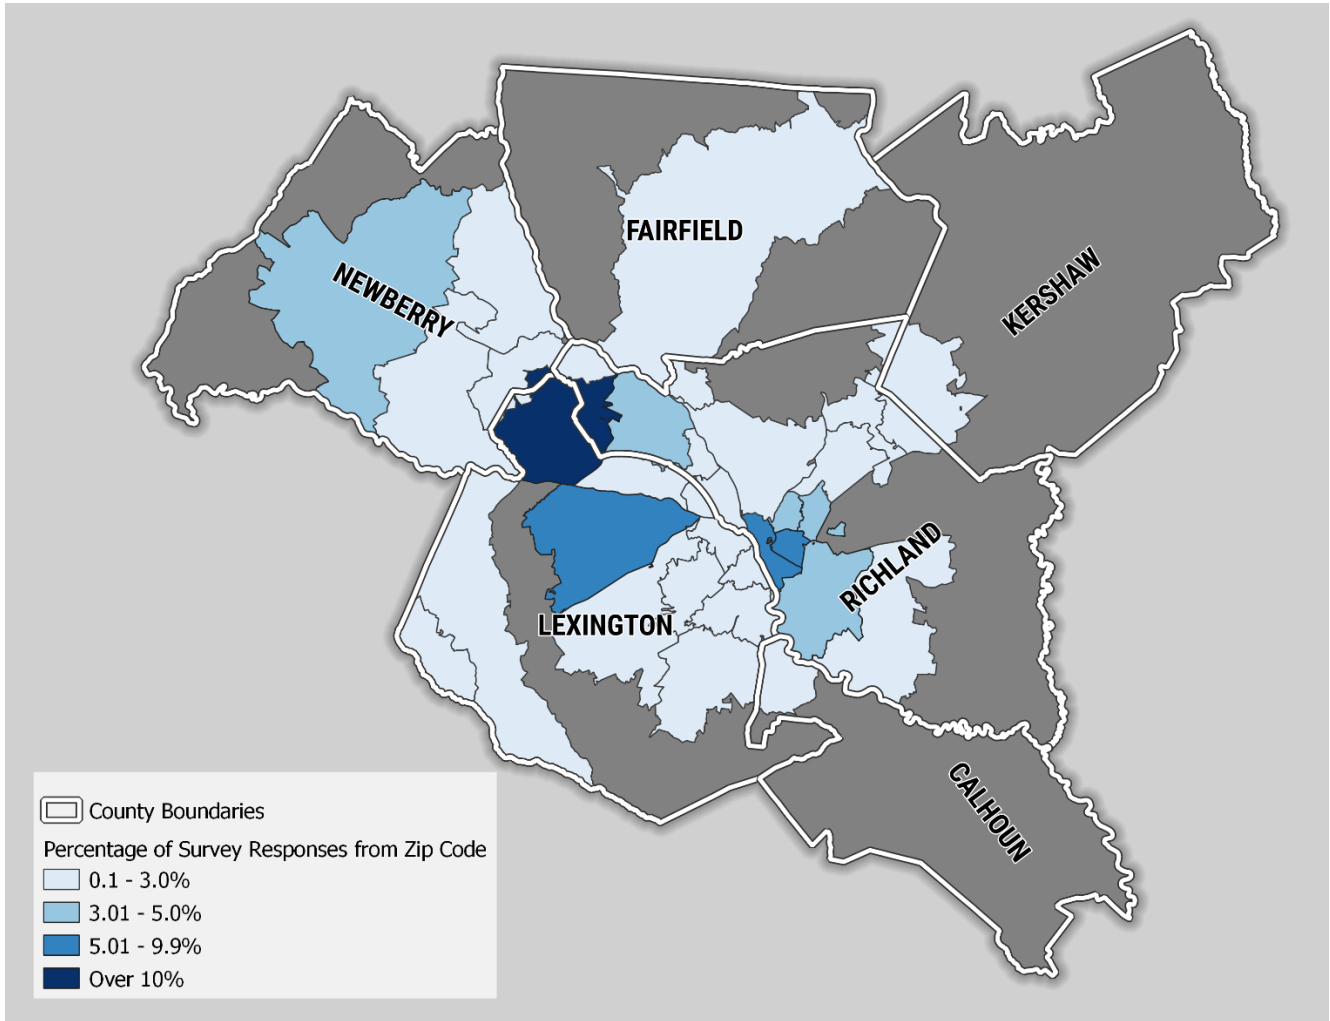 FAIRFIELD
KERSHAW
NEWBERRY
RICHLAND
LEXINGTON
CALHOUN
County Boundaries
Percentage of Survey Responses from Zip Code
0.1 - 3.0%
3.01 - 5.0%
5.01 - 9.9%
Over 10%